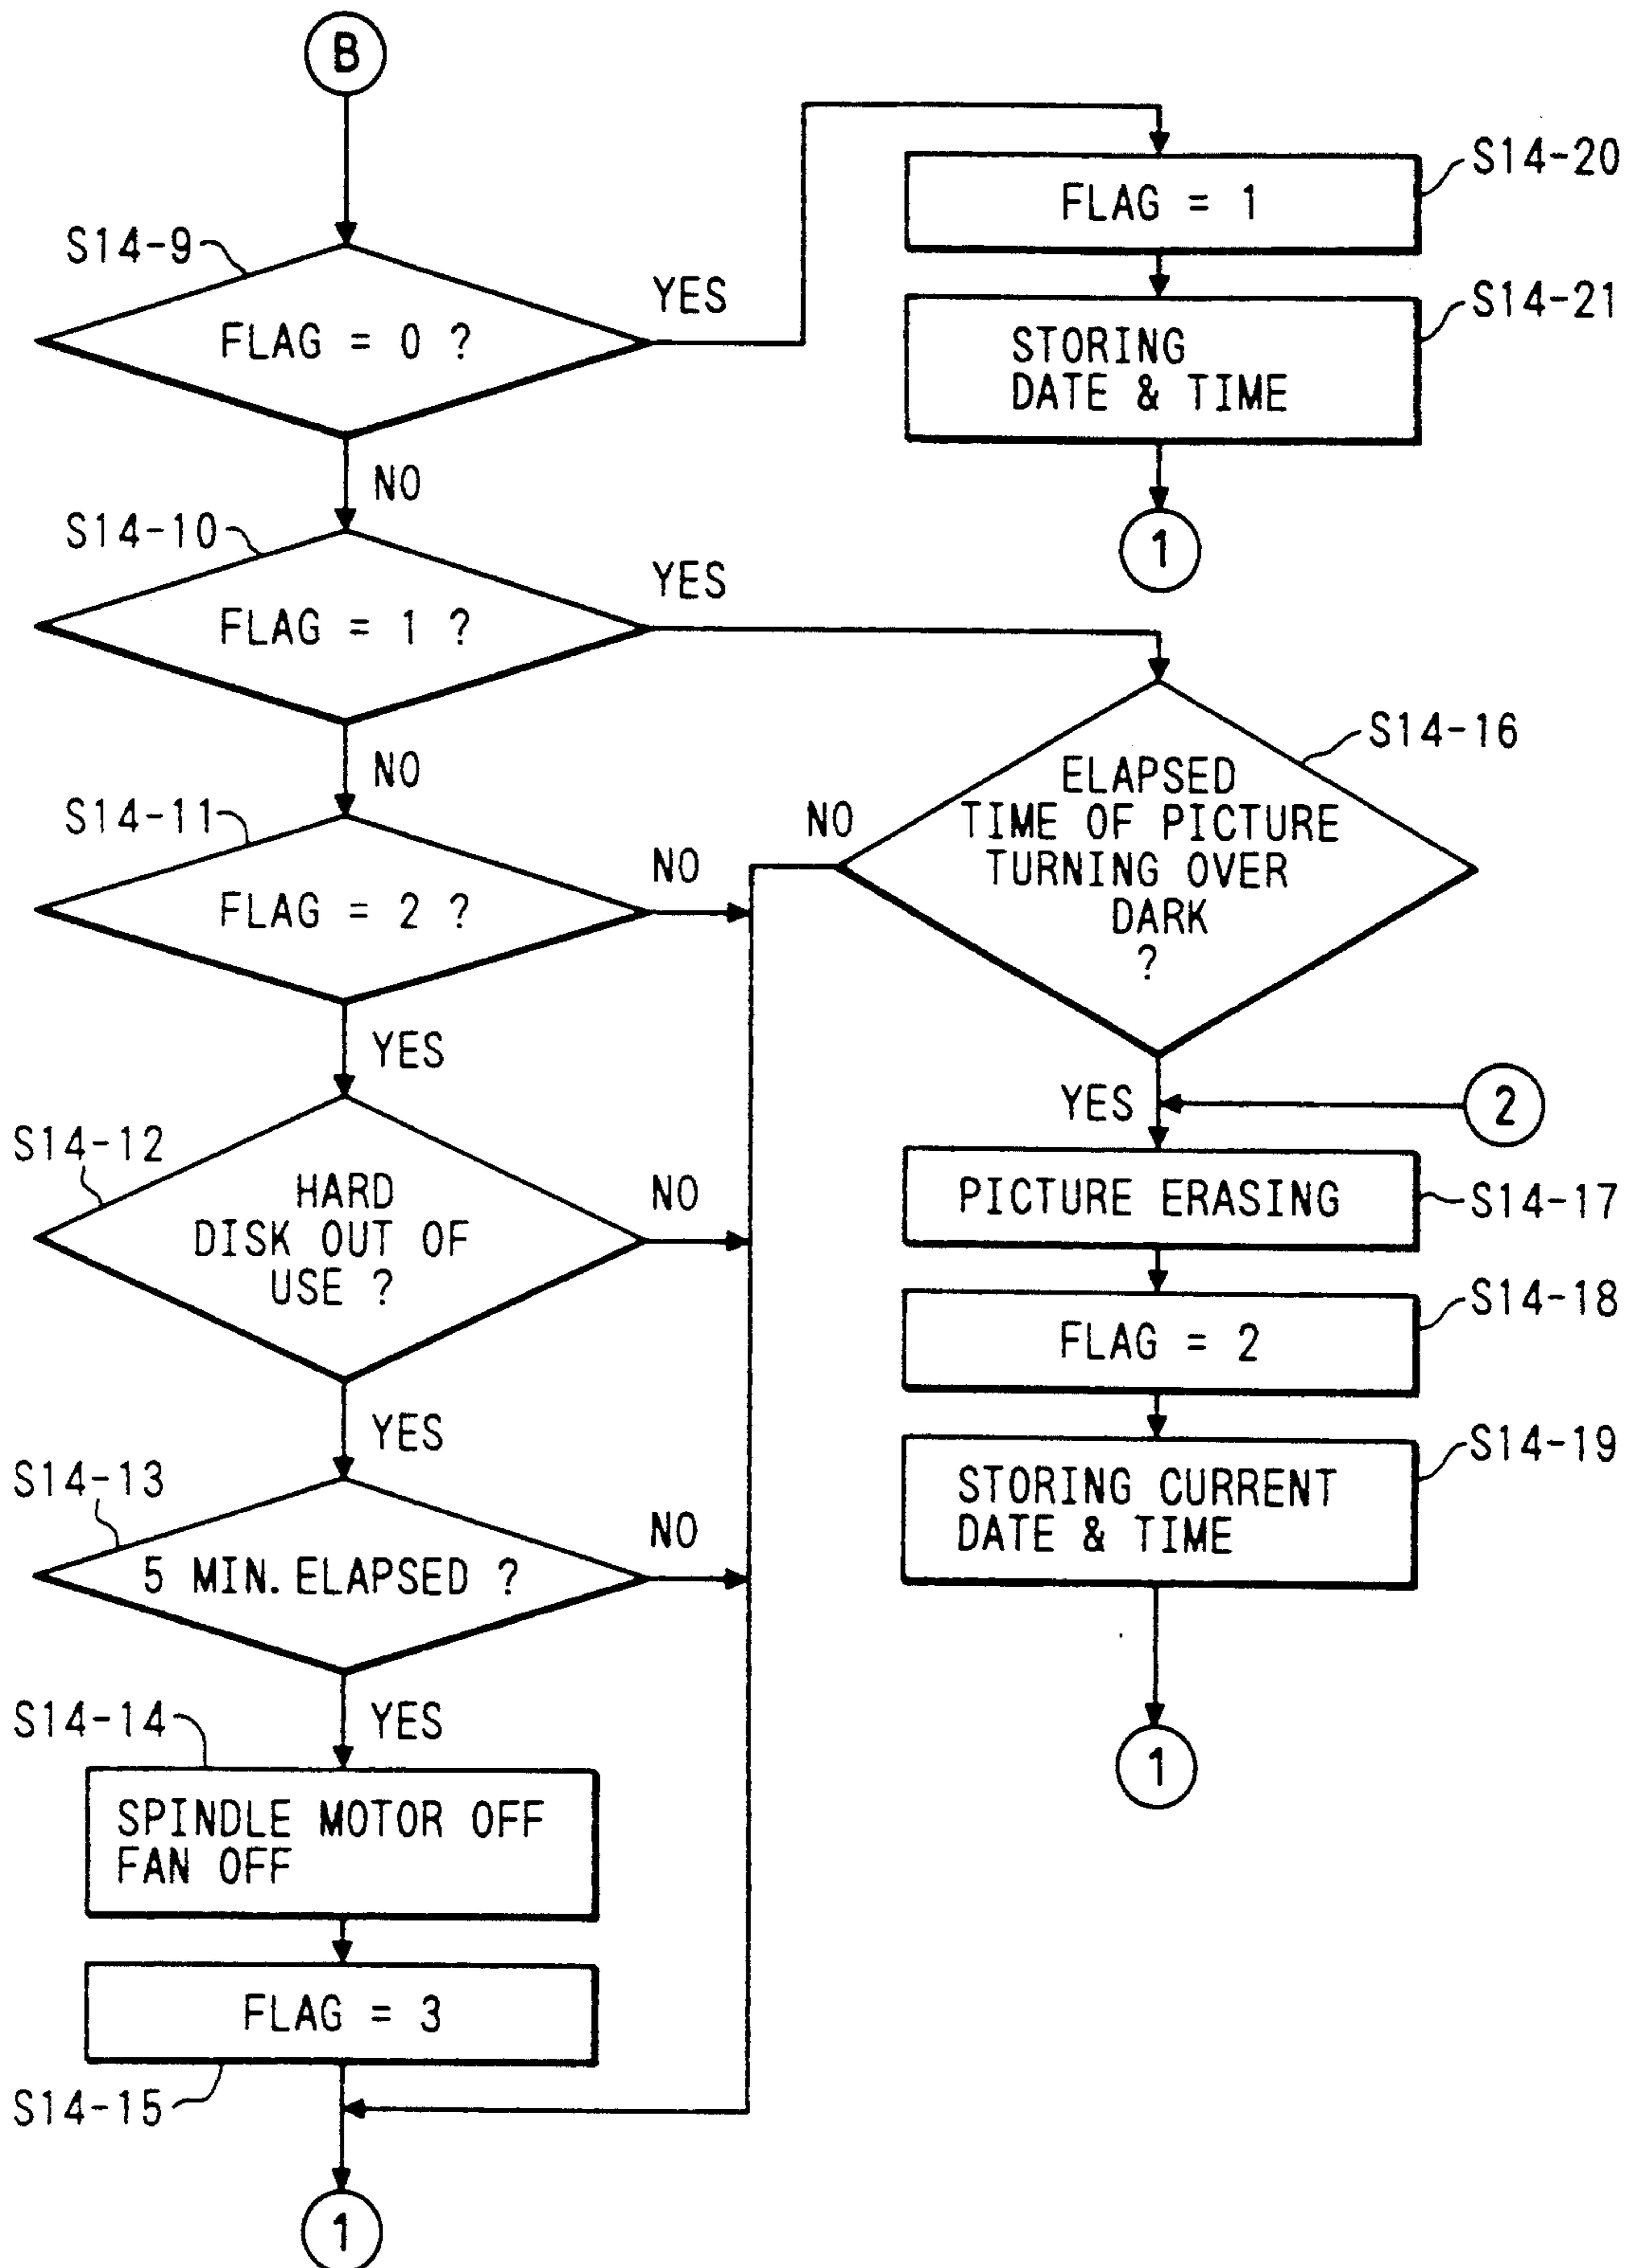 B
S14-9
FLAG = 0 ?
YES
NO
S14-20
FLAG = 1
S14-21
STORING
DATE & TIME
1
S14-10
FLAG = 1 ?
YES
NO
S14-16
ELAPSED
TIME OF PICTURE
TURNING OVER
DARK
?
NO
YES
2
S14-11
FLAG = 2 ?
NO
YES
S14-12
HARD
DISK OUT OF
USE ?
NO
YES
S14-17
PICTURE ERASING
S14-18
FLAG = 2
S14-19
STORING CURRENT
DATE & TIME
1
S14-13
5 MIN. ELAPSED ?
NO
YES
S14-14
SPINDLE MOTOR OFF
FAN OFF
FLAG = 3
S14-15
1